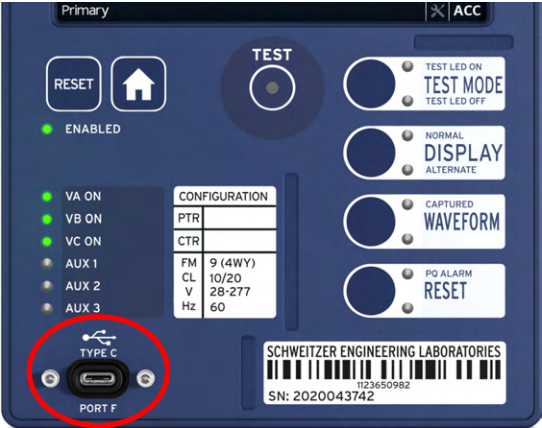 Primary
ACC
RESET
TEST
ENABLED
TEST LED ON
TEST MODE
TEST LED OFF
NORMAL
DISPLAY
ALTERNATE
CAPTURED
WAVEFORM
PQ ALARM
RESET
VA ON
VB ON
VC ON
AUX 1
AUX 2
AUX 3
CONFIGURATION
PTR
CTR
FM 9 (4WY)
CL 10/20
V 28-277
Hz 60
TYPE C
PORT F
SCHWEITZER ENGINEERING LABORATORIES
1123650982
SN: 2020043742